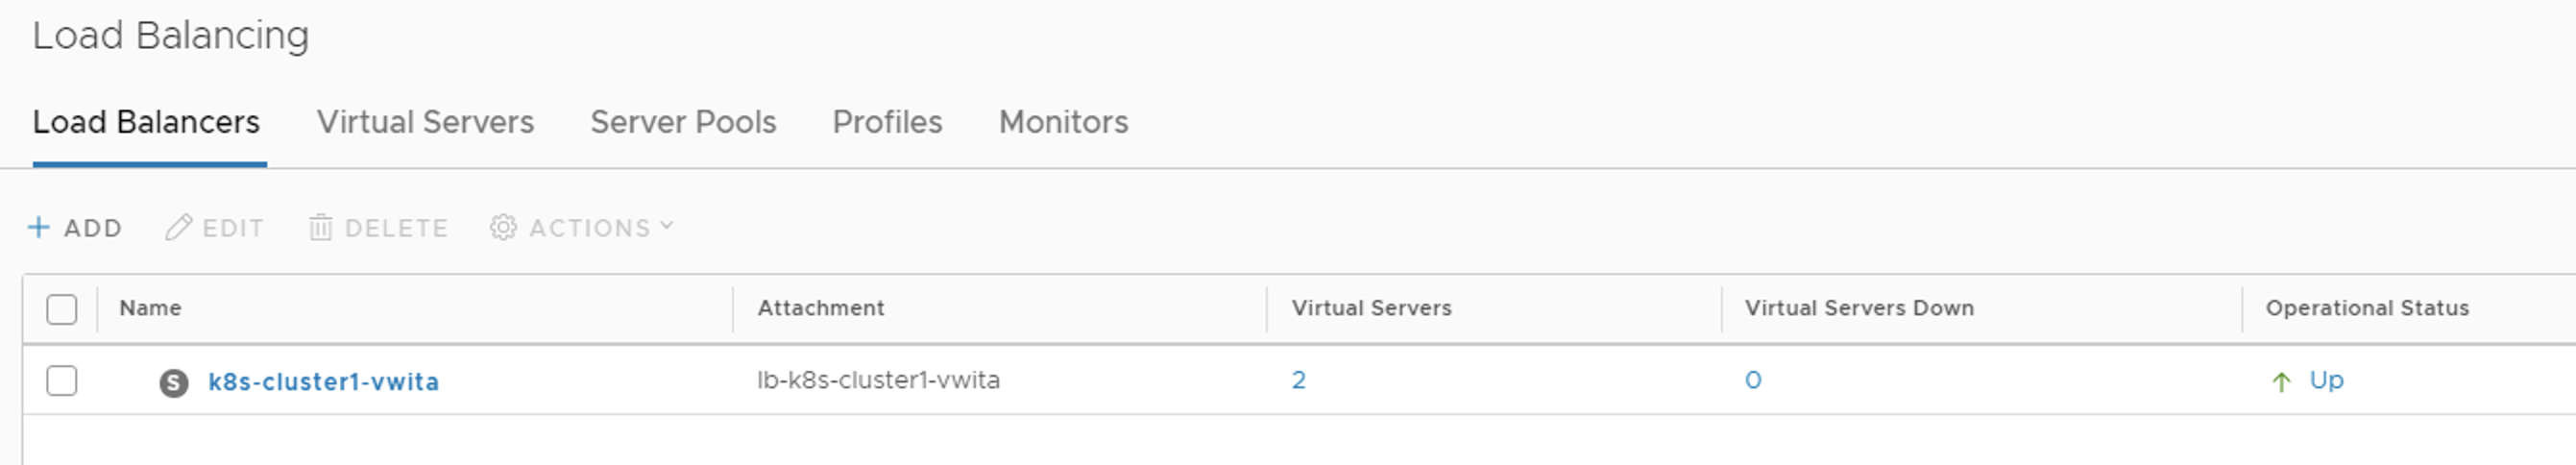 Load Balancing
Load Balancers Virtual Servers Server Pools Profiles Monitors
+ ADD EDIT DELETE ACTIONS
Name Attachment Virtual Servers Virtual Servers Down Operational Status
S k8s-cluster1-vwita lb-k8s-cluster1-vwita 2 0 Up